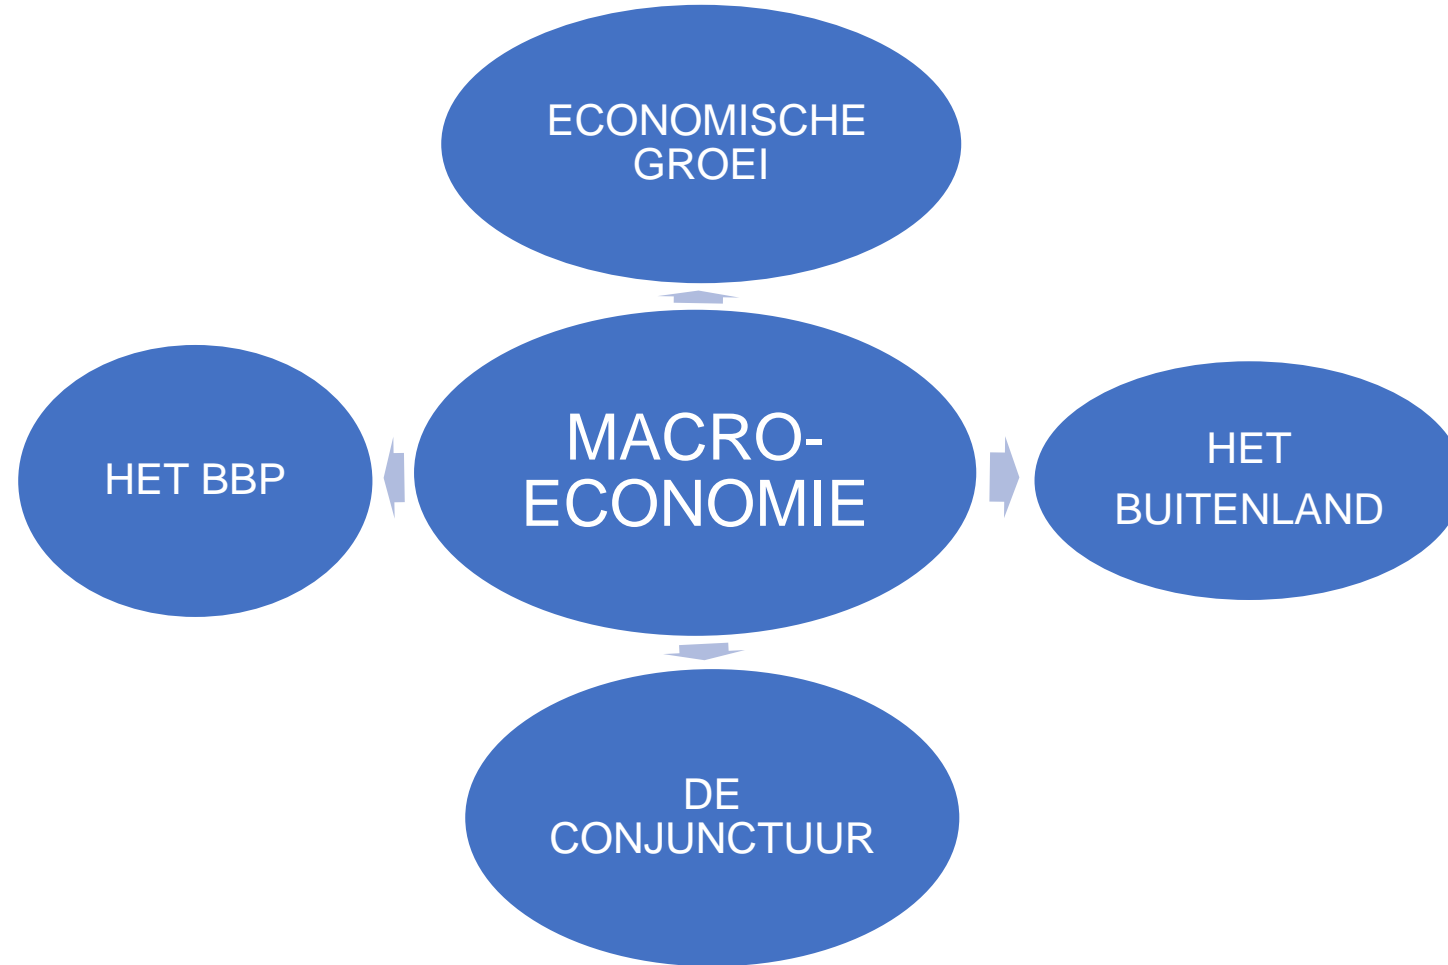 ECONOMISCHE
GROEI
HET BBP
MACRO-
ECONOMIE
HET
BUITENLAND
DE
CONJUNCTUUR